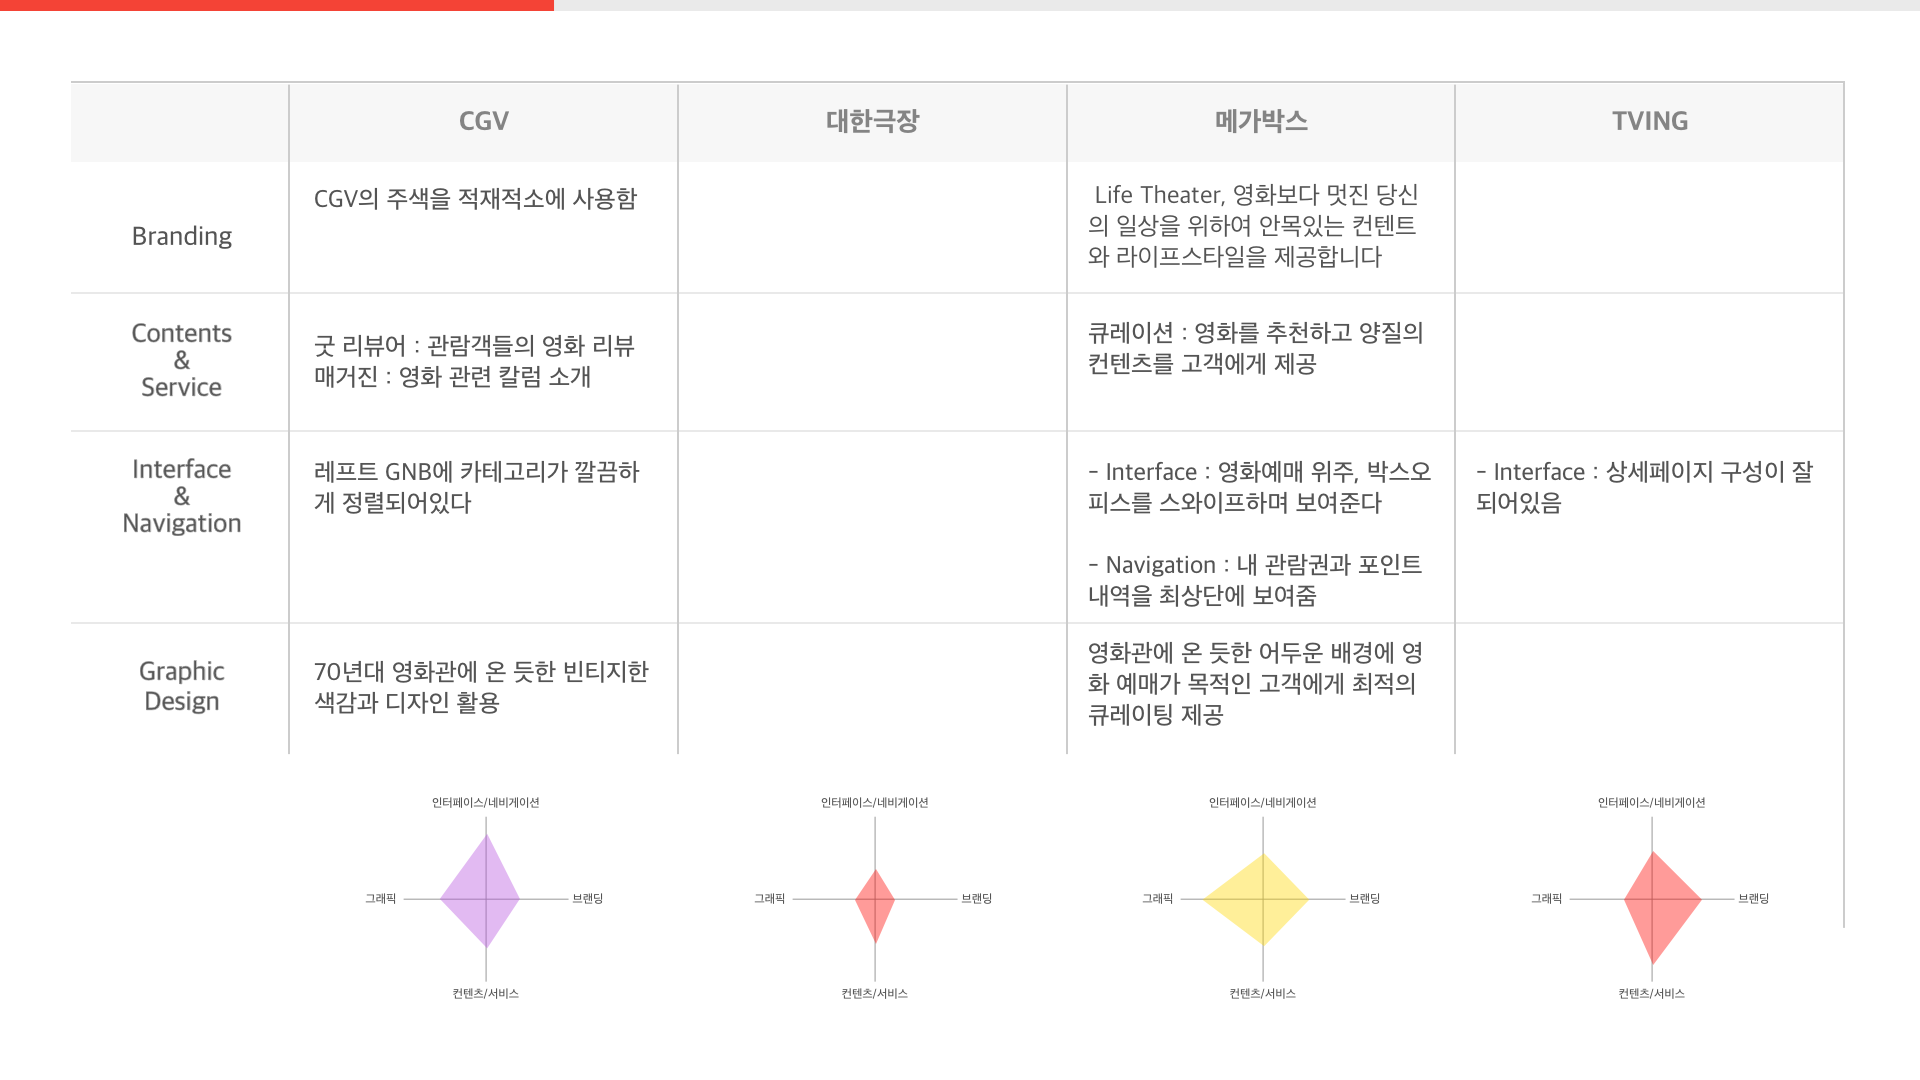 CGV
대한극장
메가박스
TVING
Branding
CGV의 주색을 적재적소에 사용함
Life Theater, 영화보다 멋진 당신
의 일상을 위하여 안목있는 컨텐트
와 라이프스타일을 제공합니다
Contents
&
Service
굿 리뷰어 : 관람객들의 영화 리뷰
매거진 : 영화 관련 칼럼 소개
큐레이션 : 영화를 추천하고 양질의
컨텐츠를 고객에게 제공
Interface
&
Navigation
레프트 GNB에 카테고리가 깔끔하
게 정렬되어있다
- Interface : 영화예매 위주, 박스오
피스를 스와이프하며 보여준다
- Navigation : 내 관람권과 포인트
내역을 최상단에 보여줌
- Interface : 상세페이지 구성이 잘
되어있음
Graphic
Design
70년대 영화관에 온 듯한 빈티지한
색감과 디자인 활용
영화관에 온 듯한 어두운 배경에 영
화 예매가 목적인 고객에게 최적의
큐레이팅 제공
인터페이스/네비게이션
그래픽
브랜딩
컨텐츠/서비스
인터페이스/네비게이션
그래픽
브랜딩
컨텐츠/서비스
인터페이스/네비게이션
그래픽
브랜딩
컨텐츠/서비스
인터페이스/네비게이션
그래픽
브랜딩
컨텐츠/서비스